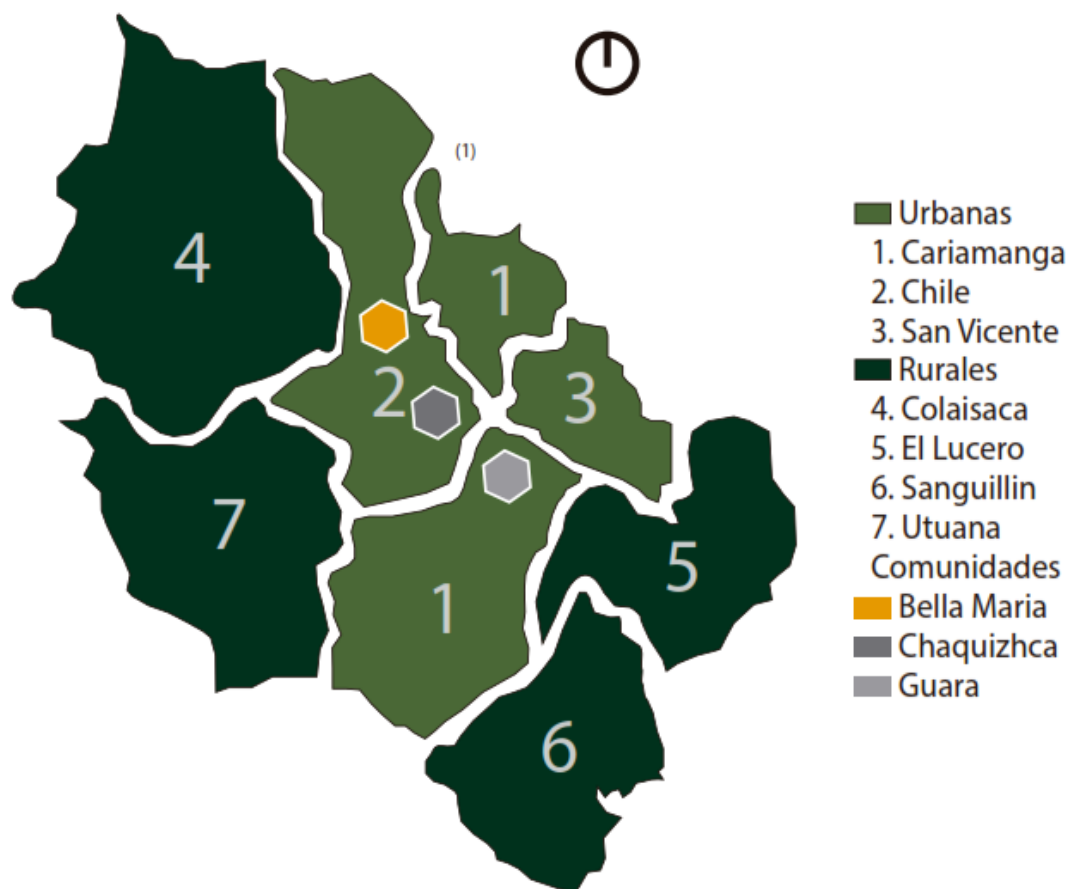 (1)
4
1
2
3
7
5
1
6
Urbanas
1. Cariamanga
2. Chile
3. San Vicente
Rurales
4. Colaisaca
5. El Lucero
6. Sanguillin
7. Utuana
Comunidades
Bella Maria
Chaquizhca
Guara